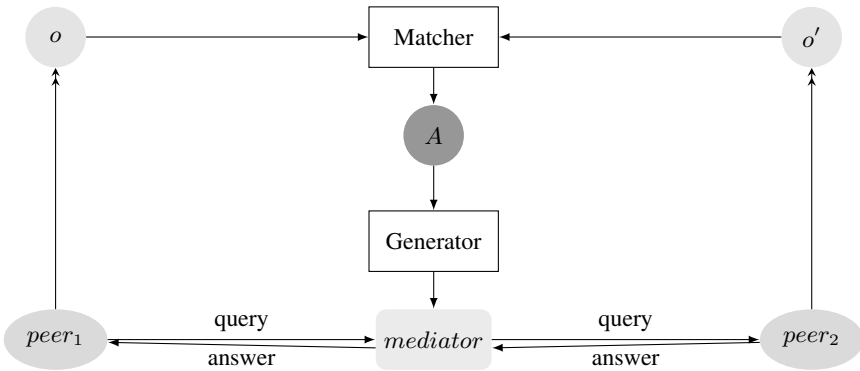 o
Matcher
o′
A
Generator
query
query
peer₁
mediator
peer₂
answer
answer